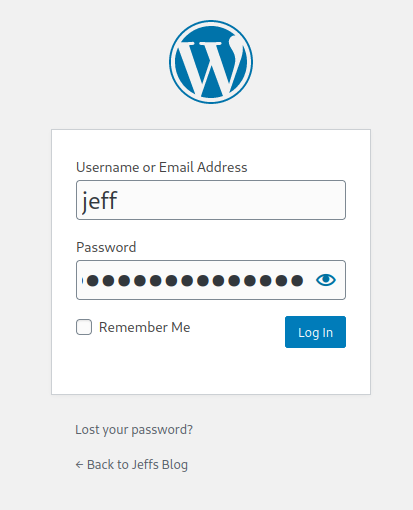 Username or Email Address
jeff
Password
●●●●●●●●●●●●●●
Remember Me
Log In
Lost your password?
← Back to Jeffs Blog